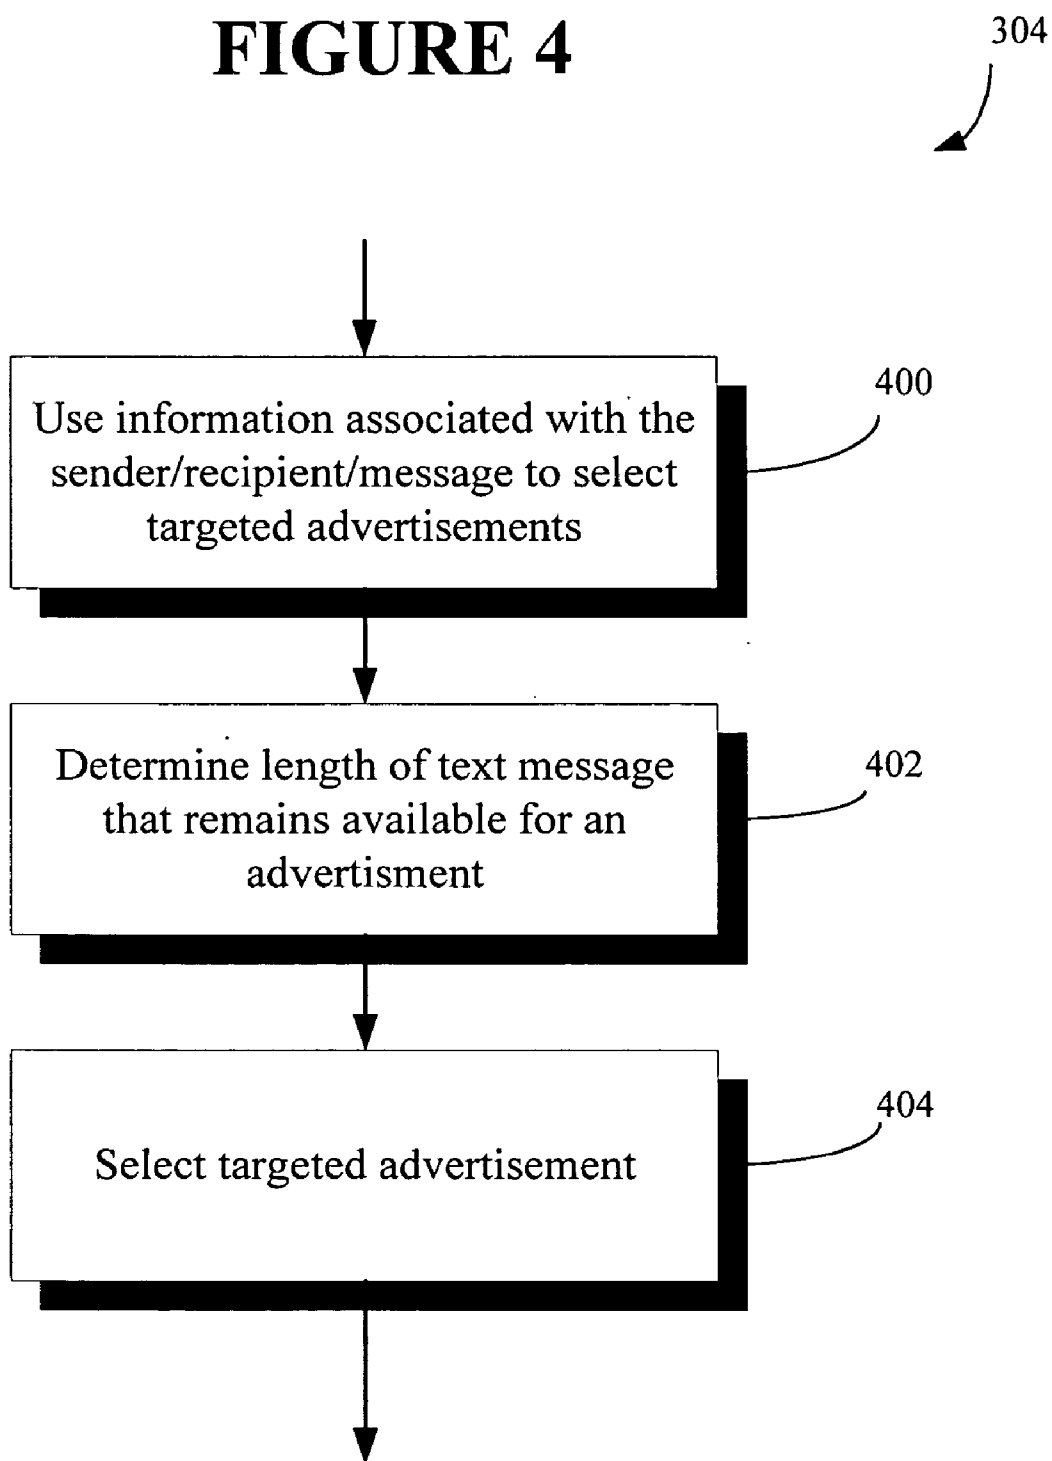 FIGURE 4
304
400
Use information associated with the
sender/recipient/message to select
targeted advertisements
402
Determine length of text message
that remains available for an
advertisment
404
Select targeted advertisement